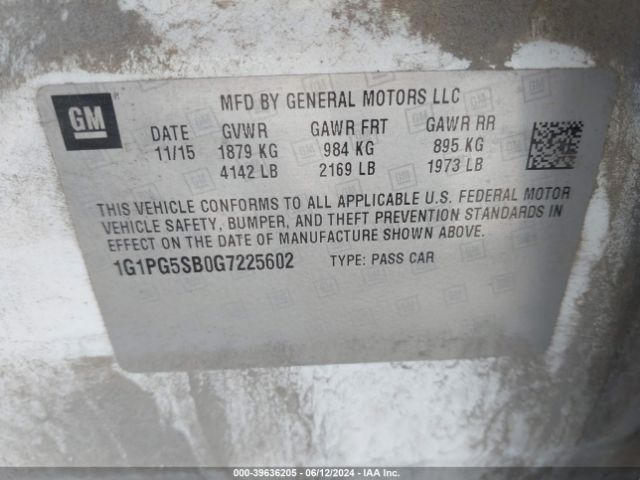 GM
MFD BY GENERAL MOTORS LLC
DATE GVWR GAWR FRT GAWR RR
11/15 1879 KG 984 KG 895 KG
4142 LB 2169 LB 1973 LB
THIS VEHICLE CONFORMS TO ALL APPLICABLE U.S. FEDERAL MOTOR
VEHICLE SAFETY, BUMPER, AND THEFT PREVENTION STANDARDS IN
EFFECT ON THE DATE OF MANUFACTURE SHOWN ABOVE.
1G1PG5SB0G7225602 TYPE: PASS CAR
000-39636205 - 06/12/2024 - IAA Inc.